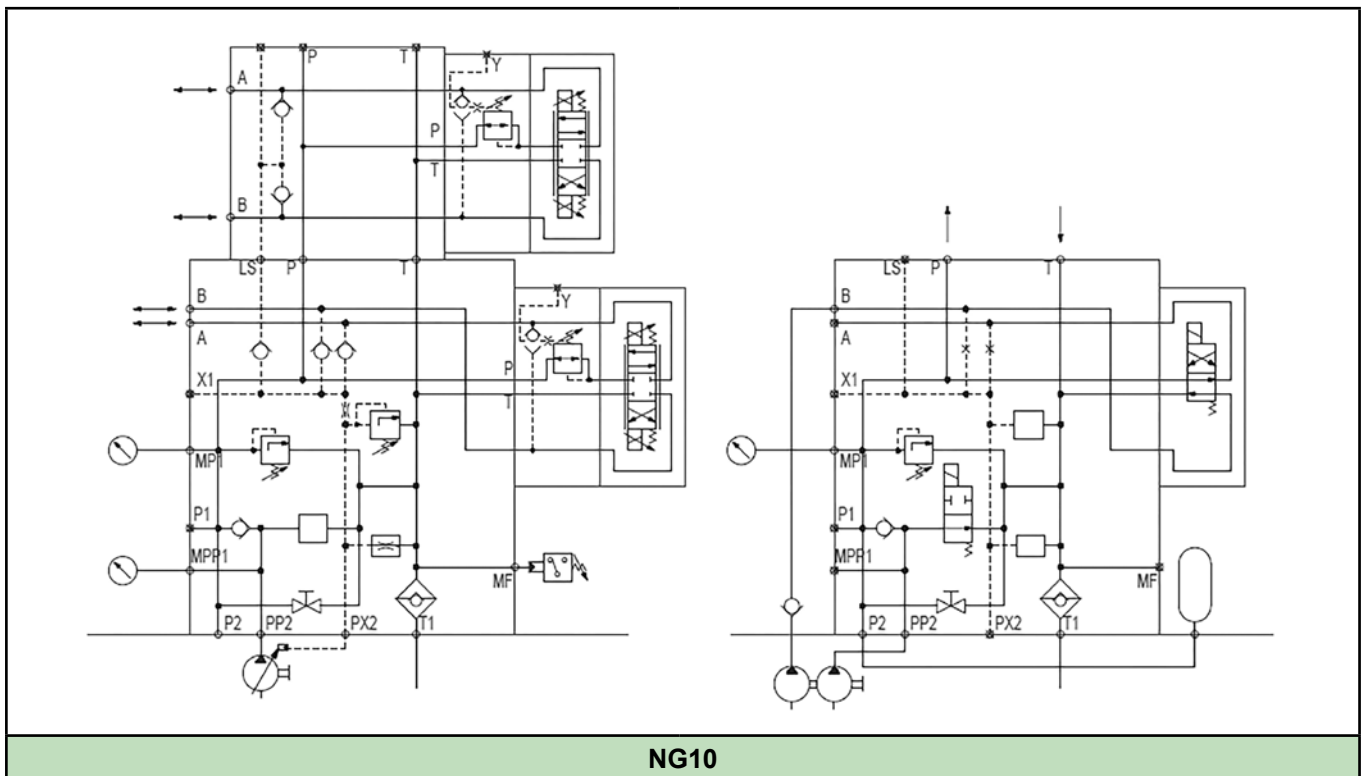 P T
Y
A
P
T
B
LS P T
B
Y
A
P
X1
T
MP1
P1
MPP1
MF
P2 PP2 PX2 T1
LS P T
B
A
X1
MP1
P1
MPP1
MF
P2 PP2 PX2 T1
NG10